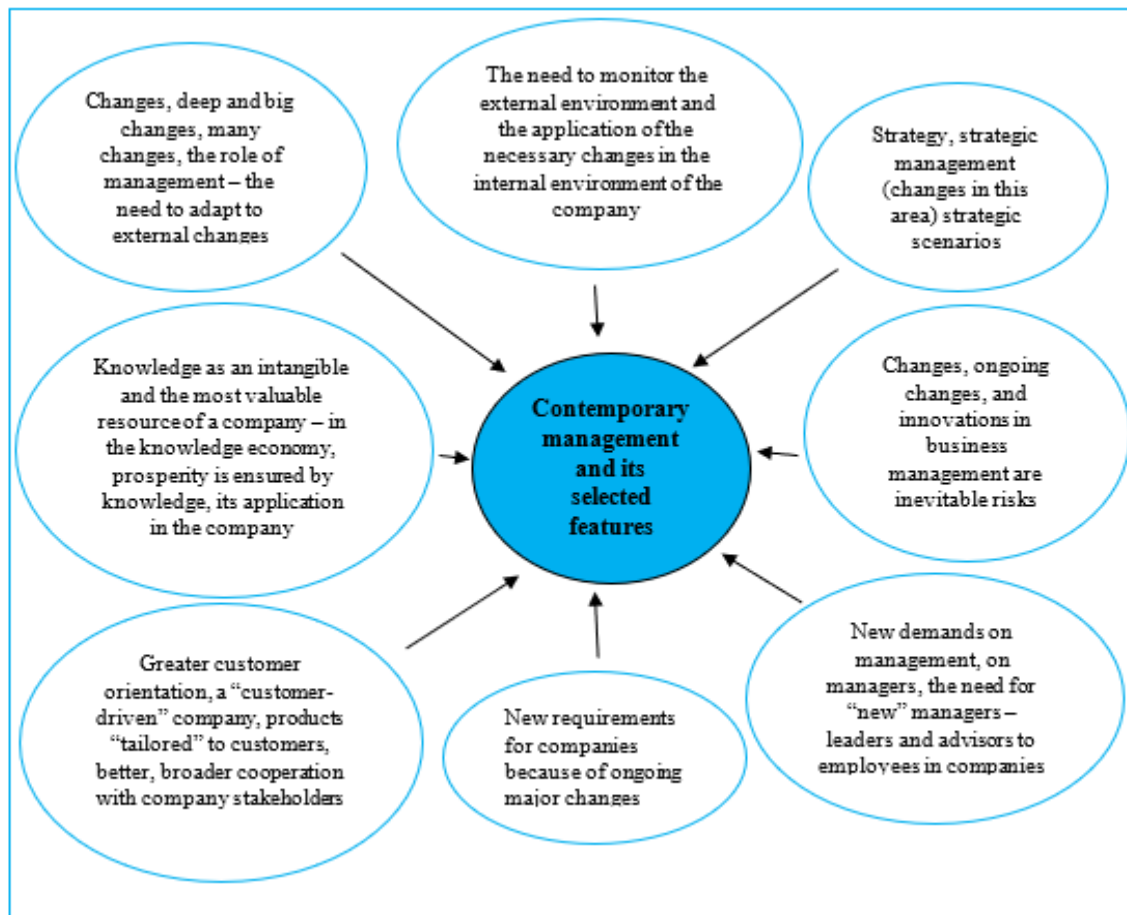 Changes, deep and big
changes, many
changes, the role of
management – the
need to adapt to
external changes
The need to monitor the
external environment and
the application of the
necessary changes in the
internal environment of the
company
Strategy, strategic
management
(changes in this
area) strategic
scenarios
Knowledge as an intangible
and the most valuable
resource of a company – in
the knowledge economy,
prosperity is ensured by
knowledge, its application
in the company
Contemporary
management
and its
selected
features
Changes, ongoing
changes, and
innovations in
business
management are
inevitable risks
Greater customer
orientation, a “customer-
driven” company, products
“tailored” to customers,
better, broader cooperation
with company stakeholders
New requirements
for companies
because of ongoing
major changes
New demands on
management, on
managers, the need for
“new” managers –
leaders and advisors to
employees in companies